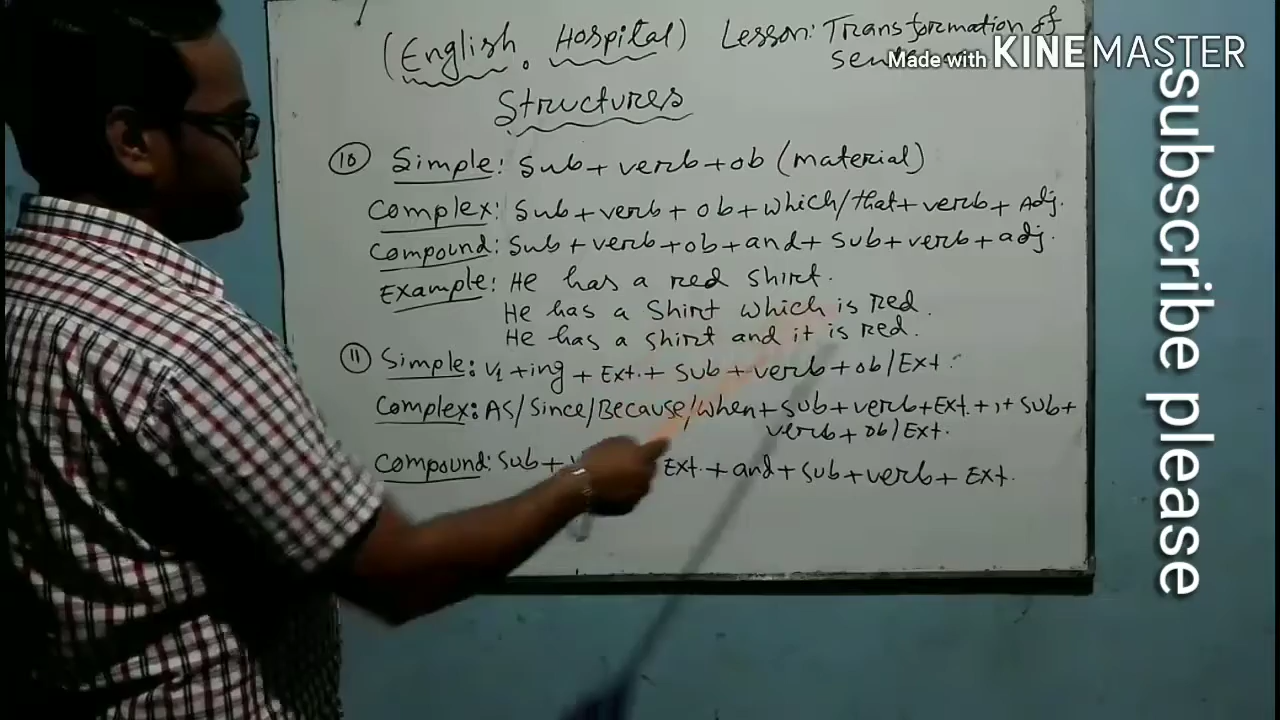 (English Hospital) Lesson: Transformation of
Made with KINEMASTER
Structures
10 Simple: Sub + verb + ob (material)
Complex: Sub + verb + ob + which/that + verb + Adj.
Compound: Sub + verb + ob + and + sub + verb + adj.
Example: He has a red shirt.
He has a Shirt which is red.
He has a shirt and it is red.
11 Simple: V1 + ing + Ext. + Sub + verb + ob/Ext.
Complex: As/Since/Because/when + sub + verb + Ext. + , + sub +
verb + ob/Ext.
Compound: Sub + Ext. + and + sub + verb + Ext.
subscribe please